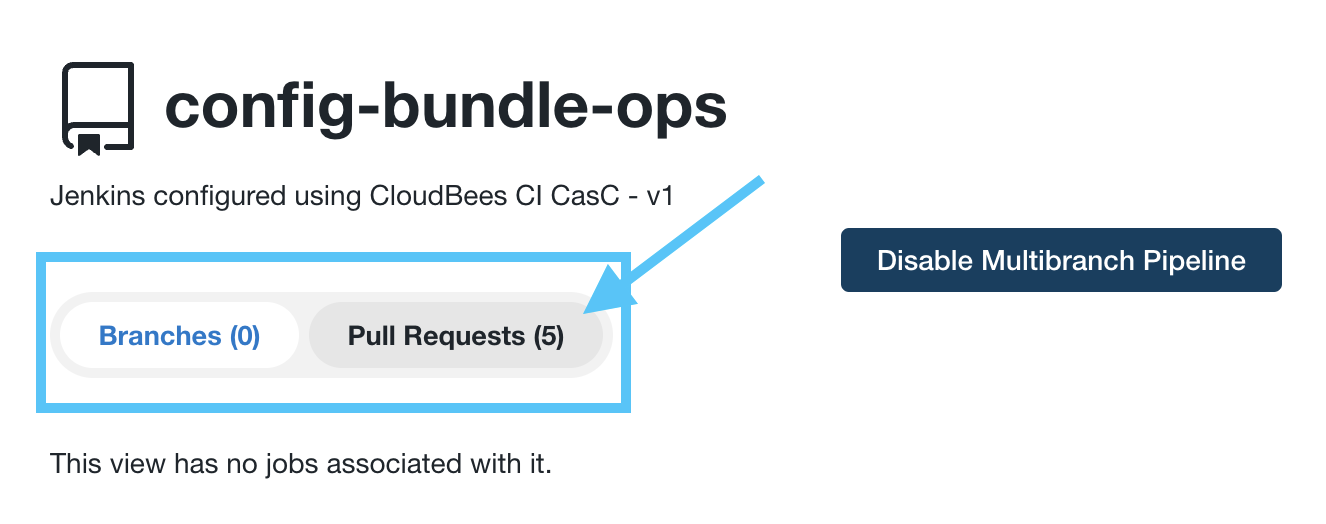 config-bundle-ops
Jenkins configured using CloudBees CI CasC - v1
Disable Multibranch Pipeline
Branches (0) Pull Requests (5)
This view has no jobs associated with it.